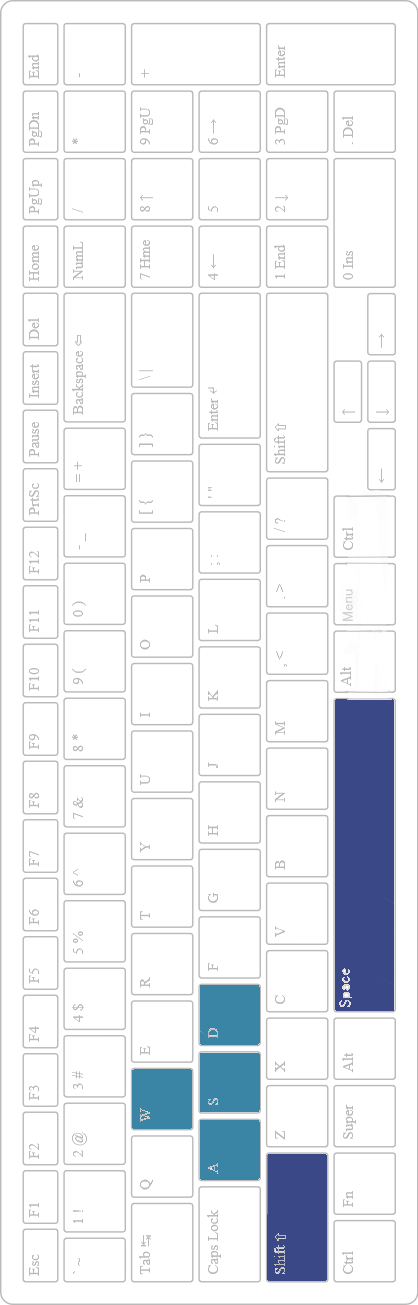 Esc F1 F2 F3 F4 F5 F6 F7 F8 F9 F10 F11 F12 PrtSc Pause Insert Del Home PgUp PgDn End
` ~ 1 ! 2 @ 3 # 4 $ 5 % 6 ^ 7 & 8 * 9 ( 0 ) - _ = + Backspace ⇦ NumL / * -
Tab ↹ Q W E R T Y U I O P [ { ] } \ | 7 Hme 8 ↑ 9 PgU +
Caps Lock A S D F G H J K L ; : ' " Enter ↵ 4 ← 5 6 →
Shift ⇧ Z X C V B N M , < . > / ? Shift ⇧ 1 End 2 ↓ 3 PgD Enter
Ctrl Fn Super Alt Space Alt Menu Ctrl ← ↑ ↓ → 0 Ins . Del